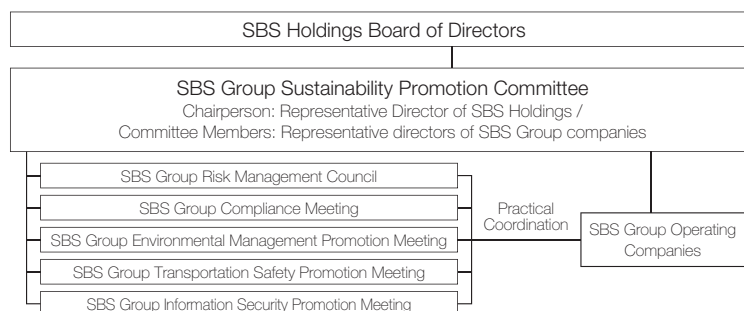 SBS Holdings Board of Directors
SBS Group Sustainability Promotion Committee
Chairperson: Representative Director of SBS Holdings /
Committee Members: Representative directors of SBS Group companies
SBS Group Risk Management Council
SBS Group Compliance Meeting
SBS Group Environmental Management Promotion Meeting
SBS Group Transportation Safety Promotion Meeting
SBS Group Information Security Promotion Meeting
Practical
Coordination
SBS Group Operating
Companies